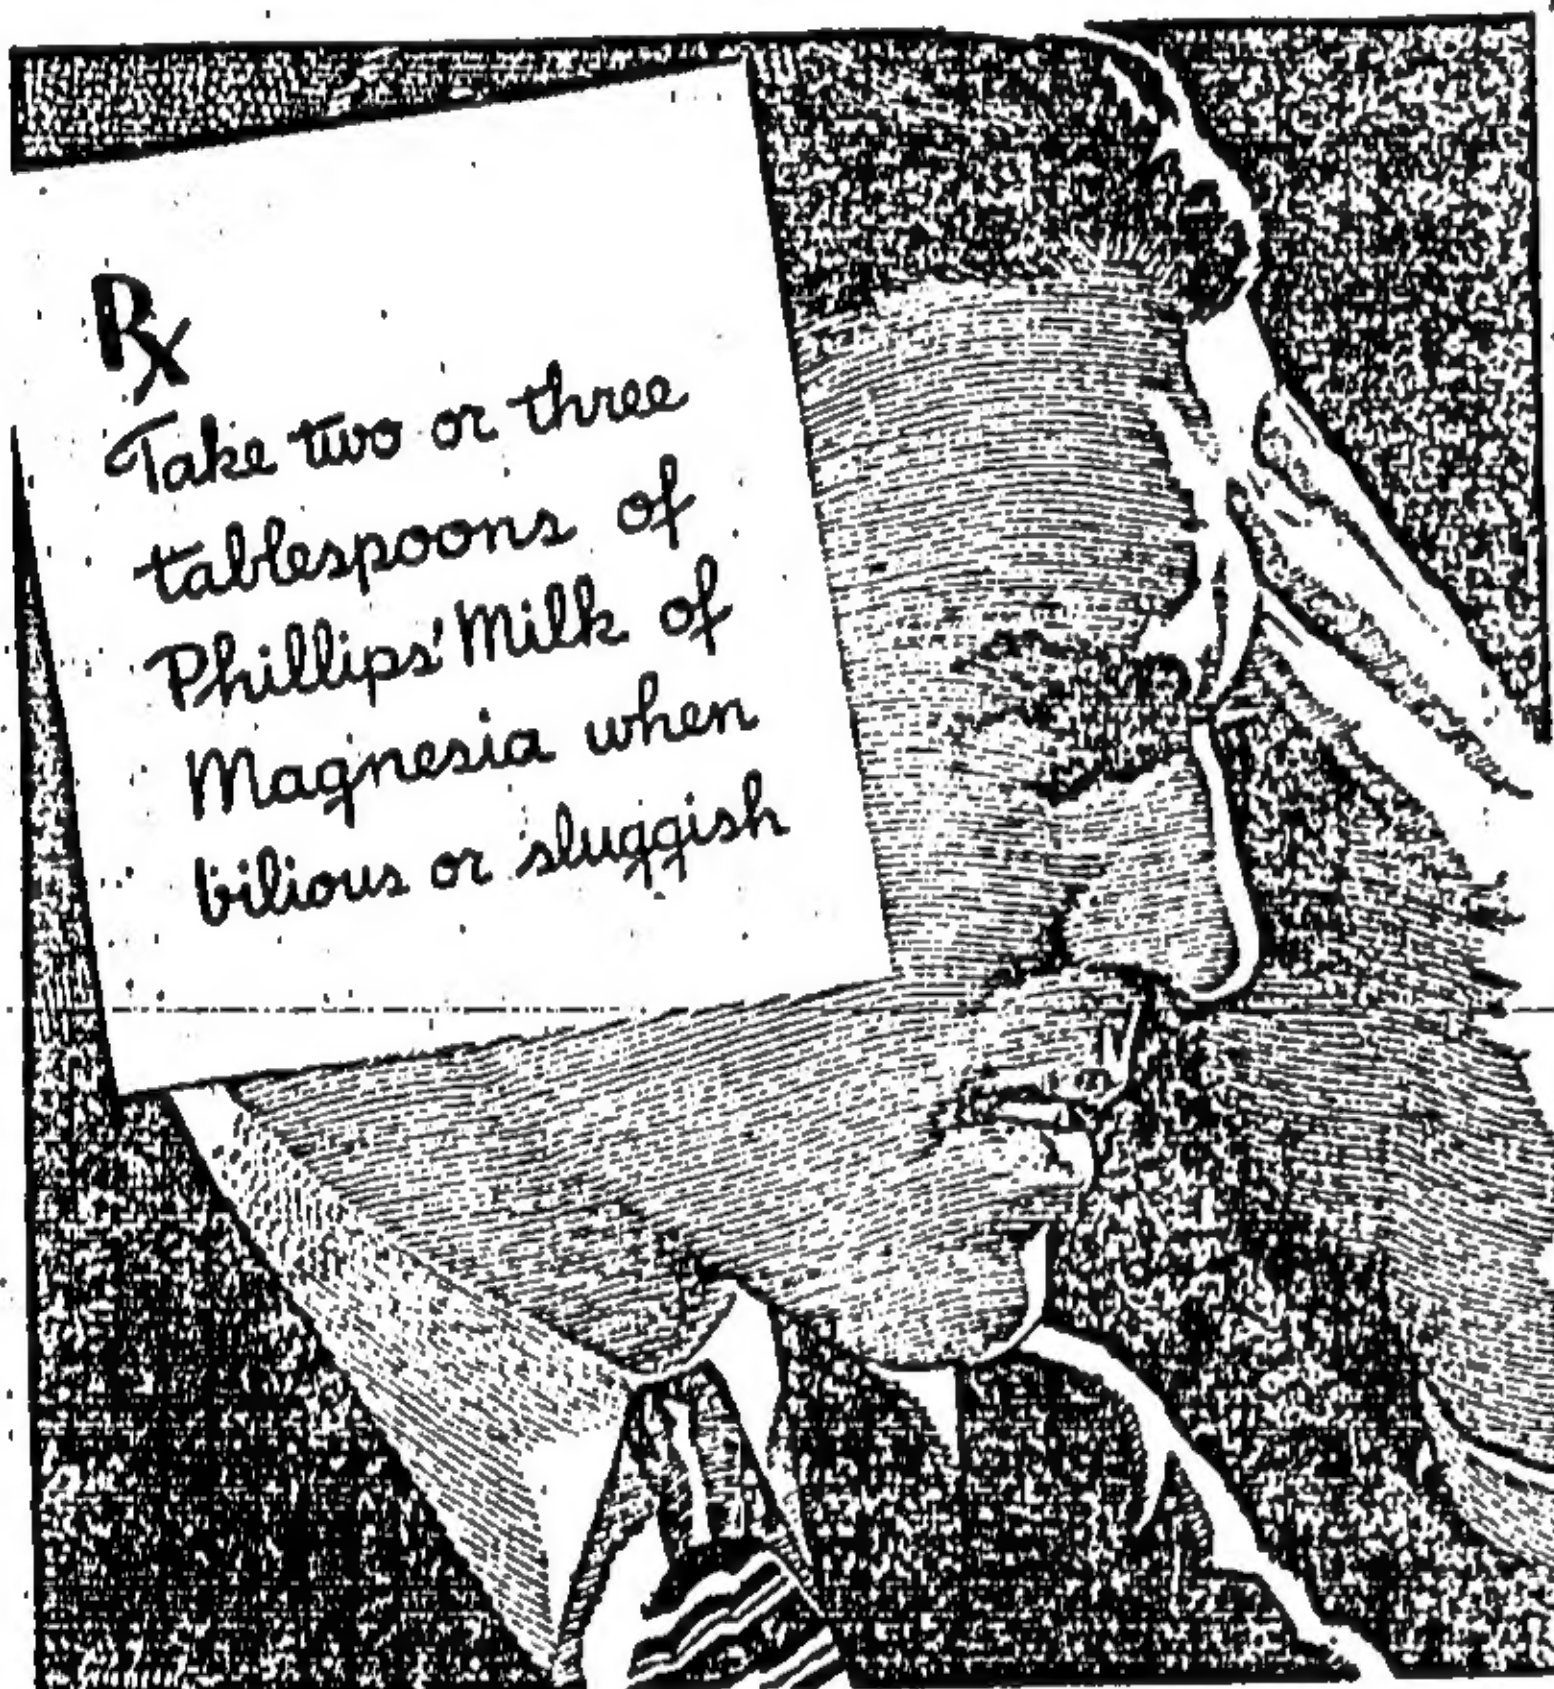 Rx
Take two or three
tablespoons of
Phillips' Milk of
Magnesia when
bilious or sluggish